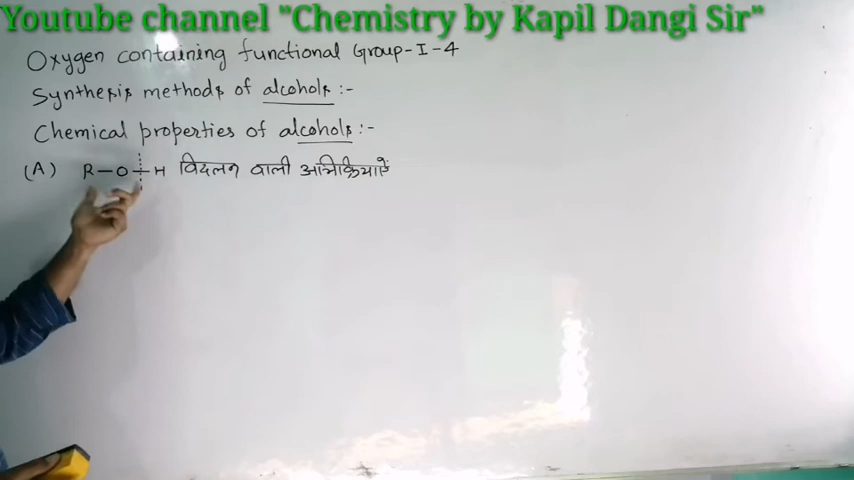 Youtube channel "Chemistry by Kapil Dangi Sir"
Oxygen containing functional Group-I-4
Synthesis methods of alcohols :-
Chemical properties of alcohols :-
(A) R-O-H विदलन वाली अभिक्रियाएँ